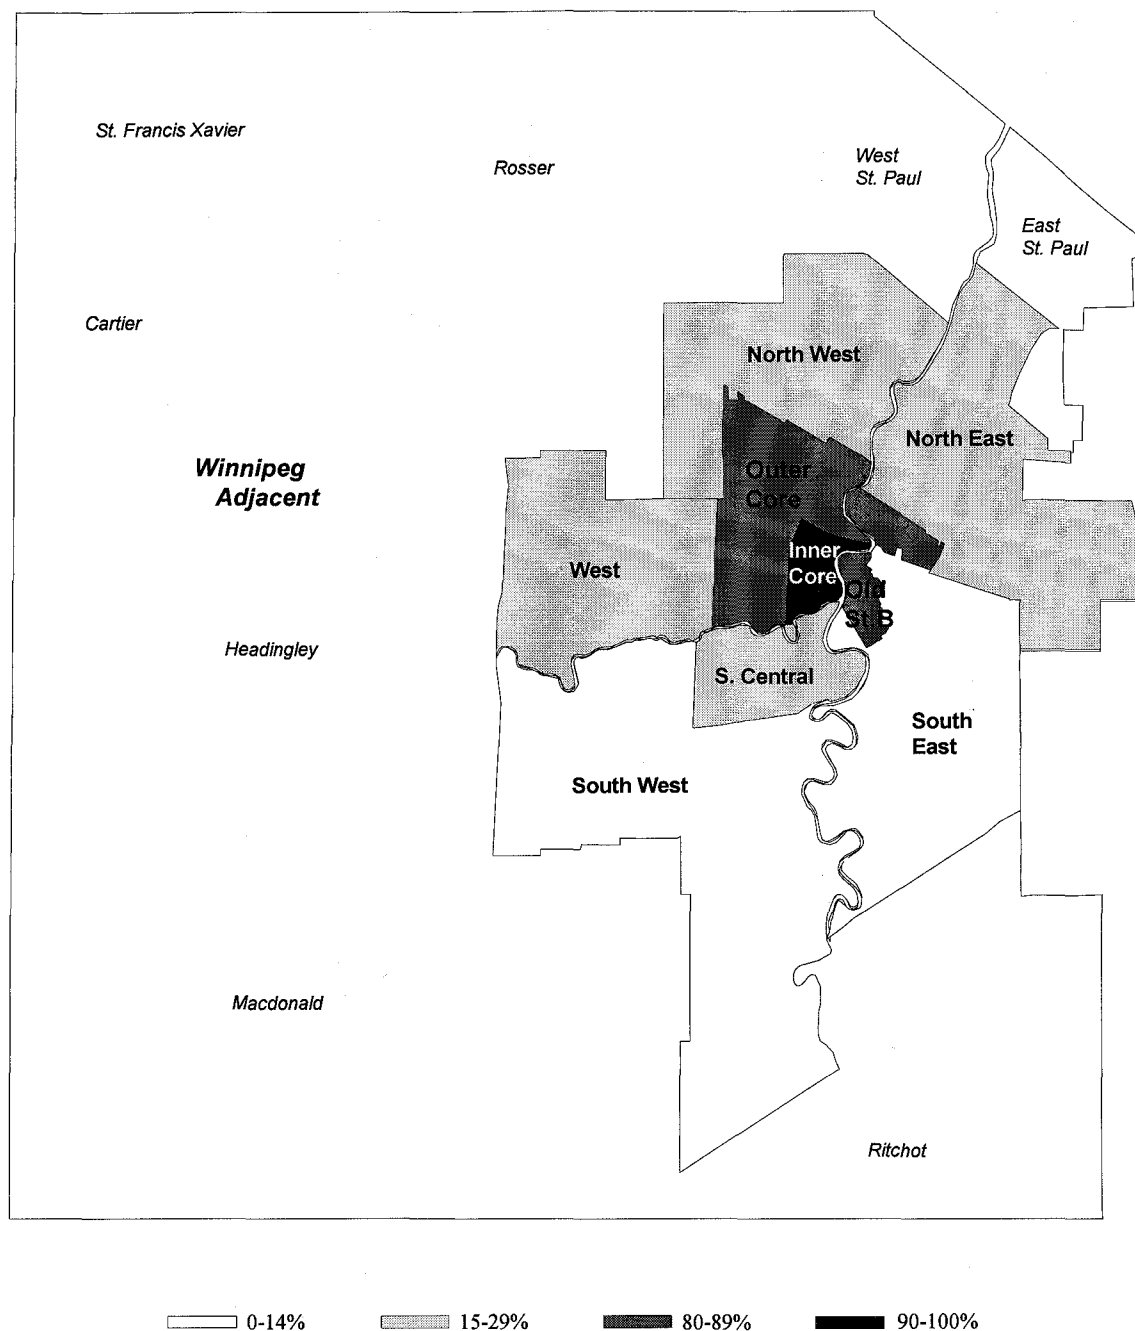 St. Francis Xavier
Rosser
West
St. Paul
East
St. Paul
Cartier
North West
North East
Winnipeg
Adjacent
Outer
Core
Inner
Core
West
Old
St.B
Headingley
S. Central
South
East
South West
Macdonald
Ritchot
0-14%
15-29%
80-89%
90-100%